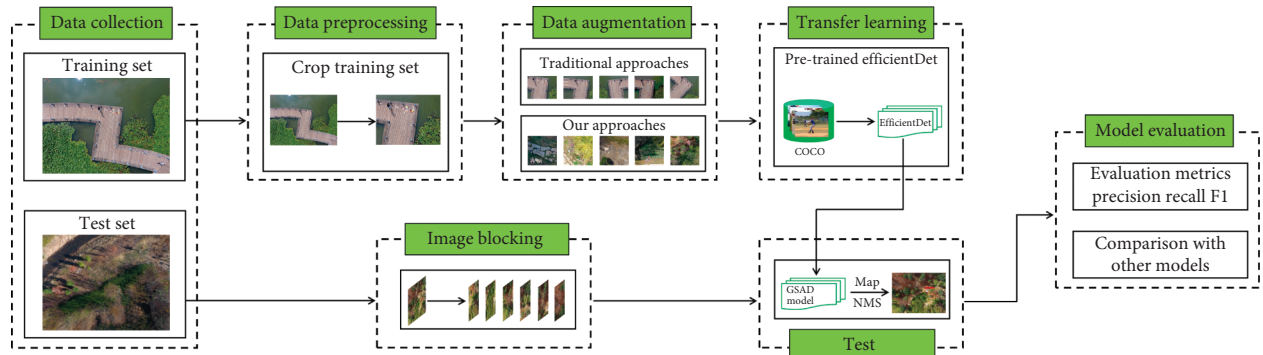 Data collection
Training set
Test set
Data preprocessing
Crop training set
Data augmentation
Traditional approaches
Our approaches
Transfer learning
Pre-trained efficientDet
COCO
EfficientDet
Image blocking
GSAD
model
Map
NMS
Test
Model evaluation
Evaluation metrics
precision recall F1
Comparison with
other models